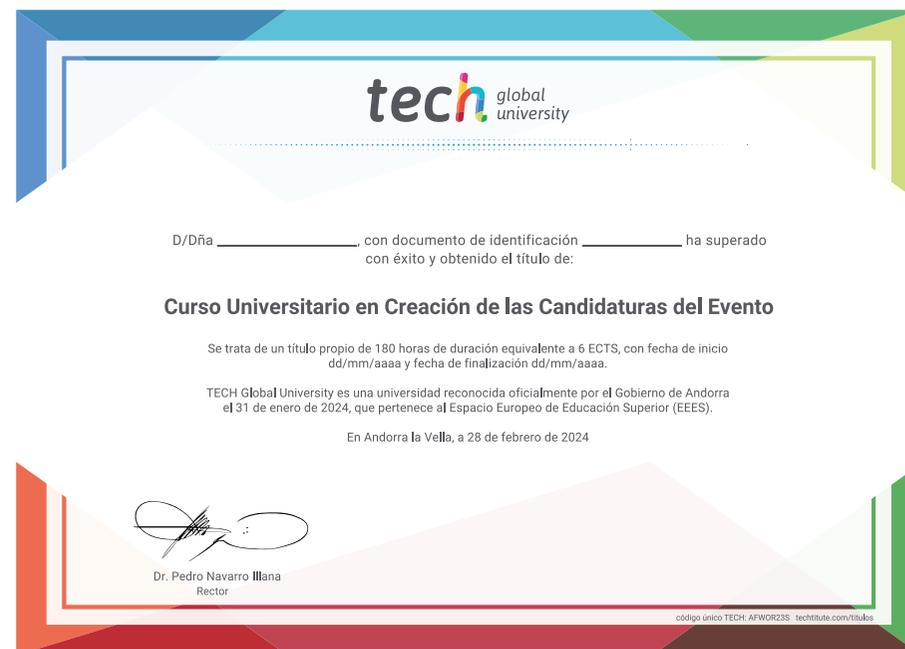 tech global
university
D/Dña ____________________, con documento de identificación ______________ ha superado
con éxito y obtenido el título de:
Curso Universitario en Creación de las Candidaturas del Evento
Se trata de un título propio de 180 horas de duración equivalente a 6 ECTS, con fecha de inicio
dd/mm/aaaa y fecha de finalización dd/mm/aaaa.
TECH Global University es una universidad reconocida oficialmente por el Gobierno de Andorra
el 31 de enero de 2024, que pertenece al Espacio Europeo de Educación Superior (EEES).
En Andorra la Vella, a 28 de febrero de 2024
Dr. Pedro Navarro Illana
Rector
código único TECH: AFWOR23S techtitute.com/titulos